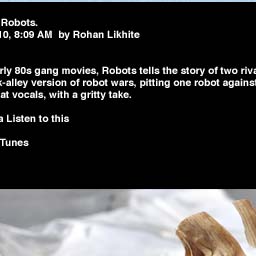 Robots.
10, 8:09 AM by Rohan Likhite
rly 80s gang movies, Robots tells the story of two riva
k-alley version of robot wars, pitting one robot against
at vocals, with a gritty take.
a Listen to this
Tunes